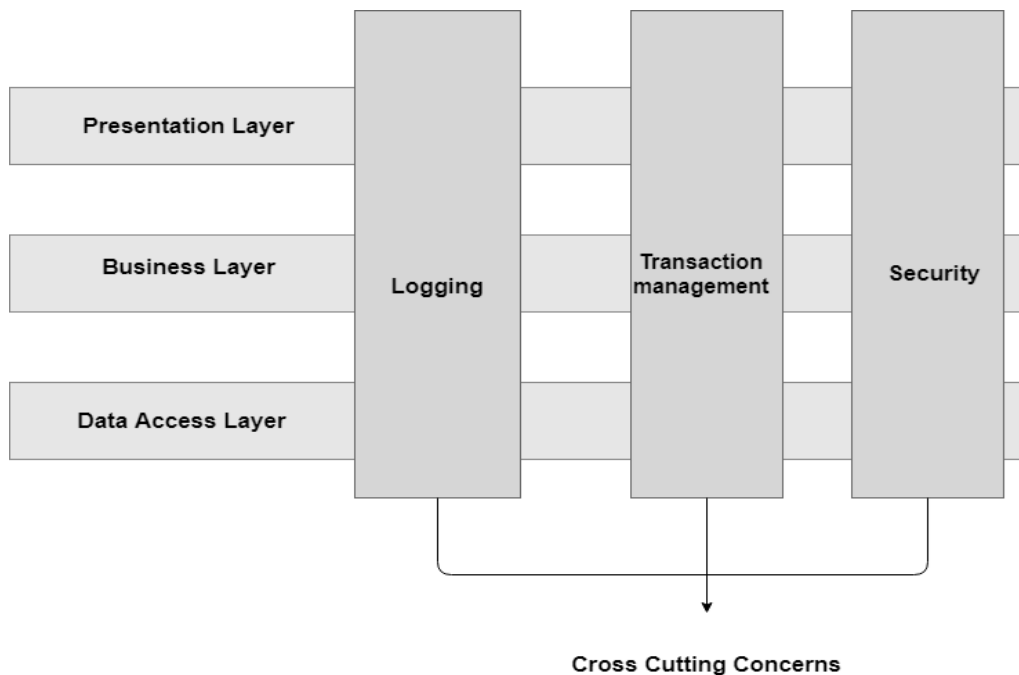 Presentation Layer
Business Layer
Data Access Layer
Logging
Transaction
management
Security
Cross Cutting Concerns